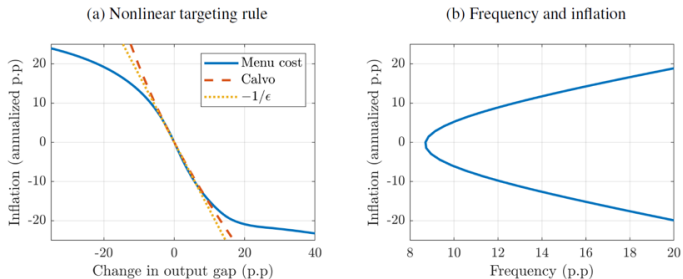 (a) Nonlinear targeting rule
(b) Frequency and inflation
Inflation (annualized p.p)
20
10
0
-10
-20
Menu cost
Calvo
−1/ϵ
-20
0
20
40
Change in output gap (p.p)
Inflation (annualized p.p)
20
10
0
-10
-20
8
10
12
14
16
18
20
Frequency (p.p)